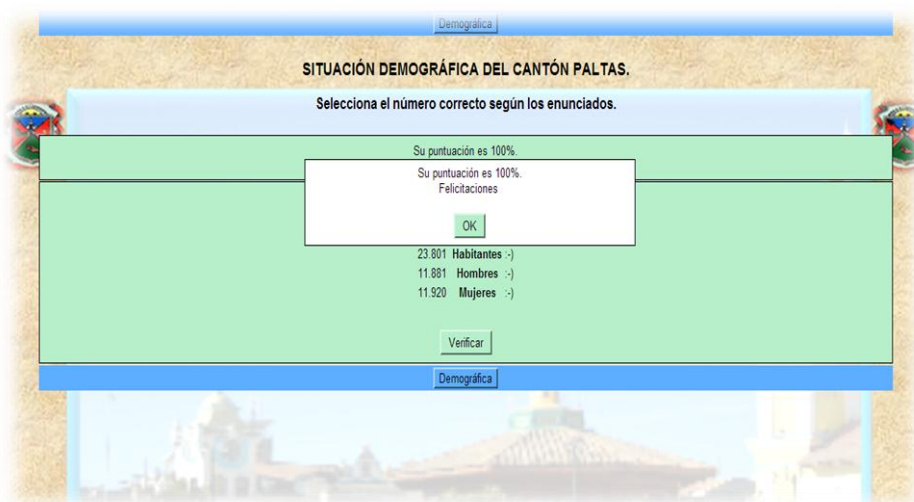 Demográfica
SITUACIÓN DEMOGRÁFICA DEL CANTÓN PALTAS.
Selecciona el número correcto según los enunciados.
Su puntuación es 100%.
Su puntuación es 100%.
Felicitaciones
OK
23.801 Habitantes :-)
11.881 Hombres :-)
11.920 Mujeres :-)
Verificar
Demográfica